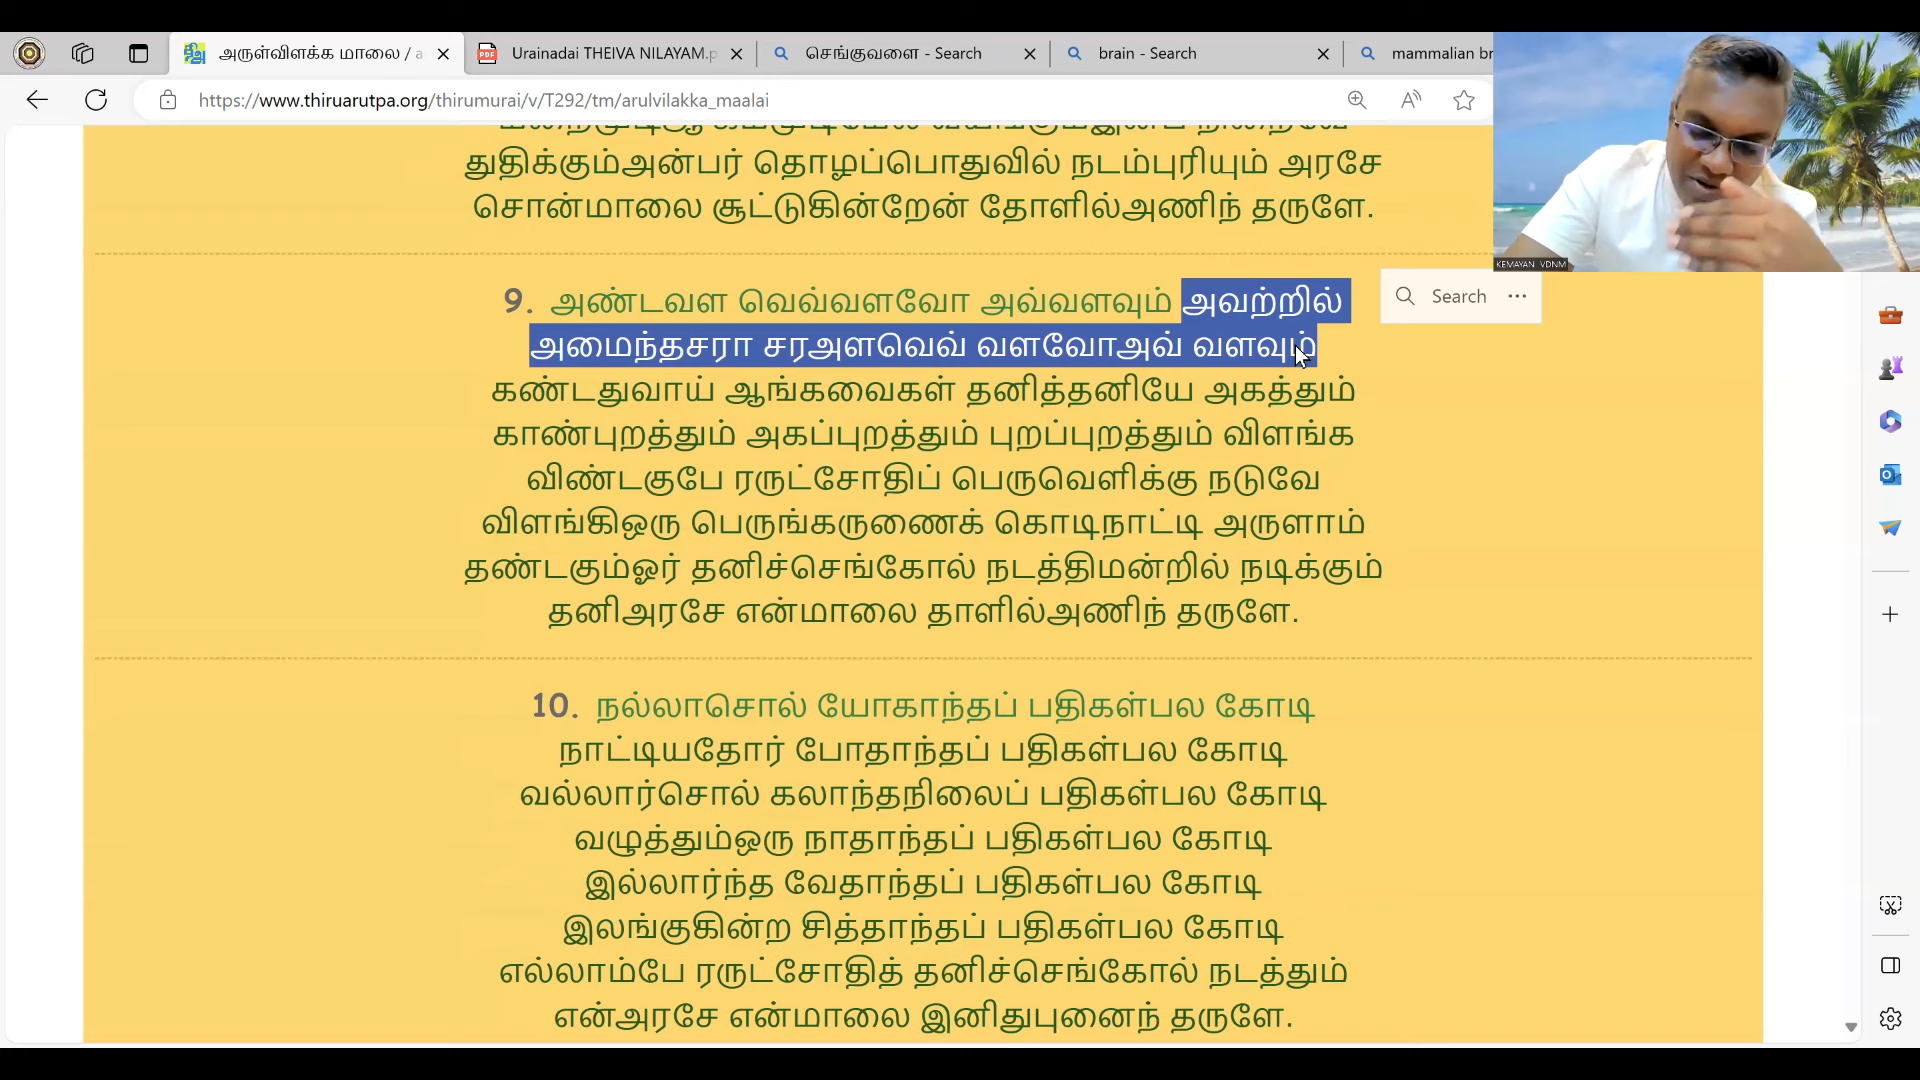 அருள்விளக்க மாலை / a
Urainadai THEIVA NILAYAM.p
செங்குவளை - Search
brain - Search
mammalian br
https://www.thiruarutpa.org/thirumurai/v/T292/tm/arulvilakka_maalai
துதிக்கும்அன்பர் தொழப்பொதுவில் நடம்புரியும் அரசே
சொன்மாலை சூட்டுகின்றேன் தோளில்அணிந் தருளே.
KEMAYAN VDNM
9. அண்டவள வெவ்வளவோ அவ்வளவும் அவற்றில்
Search ...
அமைந்தசரா சரஅளவெவ் வளவோஅவ் வளவும்
கண்டதுவாய் ஆங்கவைகள் தனித்தனியே அகத்தும்
காண்புறத்தும் அகப்புறத்தும் புறப்புறத்தும் விளங்க
விண்டகுபே ரருட்சோதிப் பெருவெளிக்கு நடுவே
விளங்கிஒரு பெருங்கருணைக் கொடிநாட்டி அருளாம்
தண்டகும்ஓர் தனிச்செங்கோல் நடத்திமன்றில் நடிக்கும்
தனிஅரசே என்மாலை தாளில்அணிந் தருளே.
10. நல்லாசொல் யோகாந்தப் பதிகள்பல கோடி
நாட்டியதோர் போதாந்தப் பதிகள்பல கோடி
வல்லார்சொல் கலாந்தநிலைப் பதிகள்பல கோடி
வழுத்தும்ஒரு நாதாந்தப் பதிகள்பல கோடி
இல்லார்ந்த வேதாந்தப் பதிகள்பல கோடி
இலங்குகின்ற சித்தாந்தப் பதிகள்பல கோடி
எல்லாம்பே ரருட்சோதித் தனிச்செங்கோல் நடத்தும்
என்அரசே என்மாலை இனிதுபுனைந் தருளே.